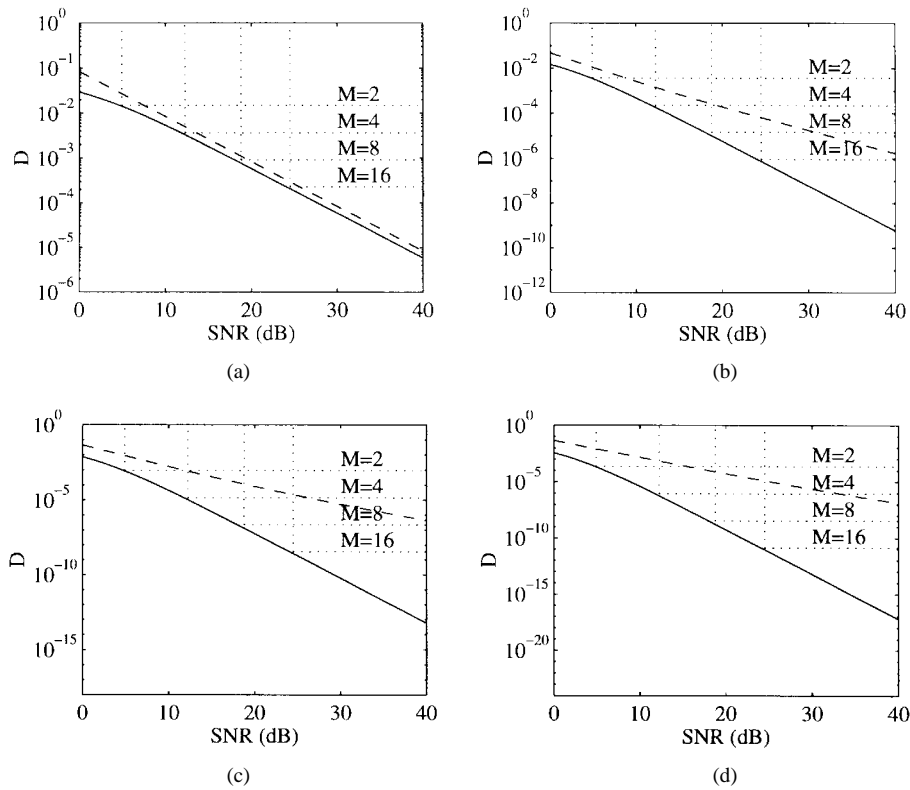 10^0
10^-1
10^-2
10^-3
10^-4
10^-5
10^-6
D
M=2
M=4
M=8
M=16
0 10 20 30 40
SNR (dB)
(a)
10^0
10^-2
10^-4
10^-6
10^-8
10^-10
10^-12
D
M=2
M=4
M=8
M=16
0 10 20 30 40
SNR (dB)
(b)
10^0
10^-5
10^-10
10^-15
D
M=2
M=4
M=8
M=16
0 10 20 30 40
SNR (dB)
(c)
10^0
10^-5
10^-10
10^-15
10^-20
D
M=2
M=4
M=8
M=16
0 10 20 30 40
SNR (dB)
(d)